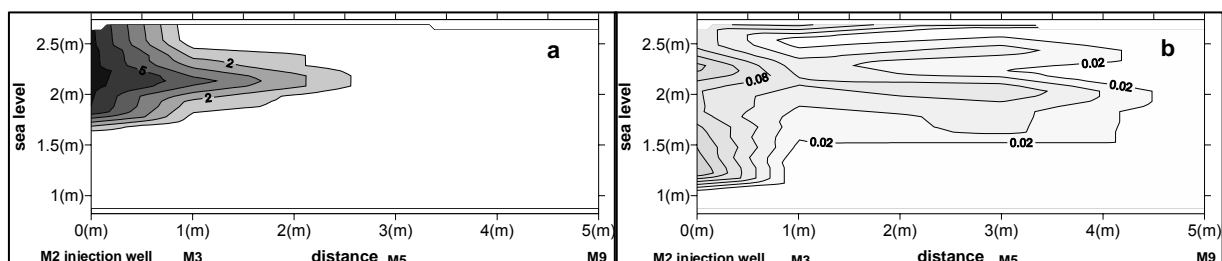 a
b
2.5(m)
2(m)
1.5(m)
1(m)
sea level
5
2
2
0(m) 1(m) 2(m) 3(m) 4(m) 5(m)
M2 injection well M3 distance M5 M9
2.5(m)
2(m)
1.5(m)
1(m)
sea level
0.08
0.02
0.02
0.02
0.02
0(m) 1(m) 2(m) 3(m) 4(m) 5(m)
M2 injection well M3 distance M5 M9